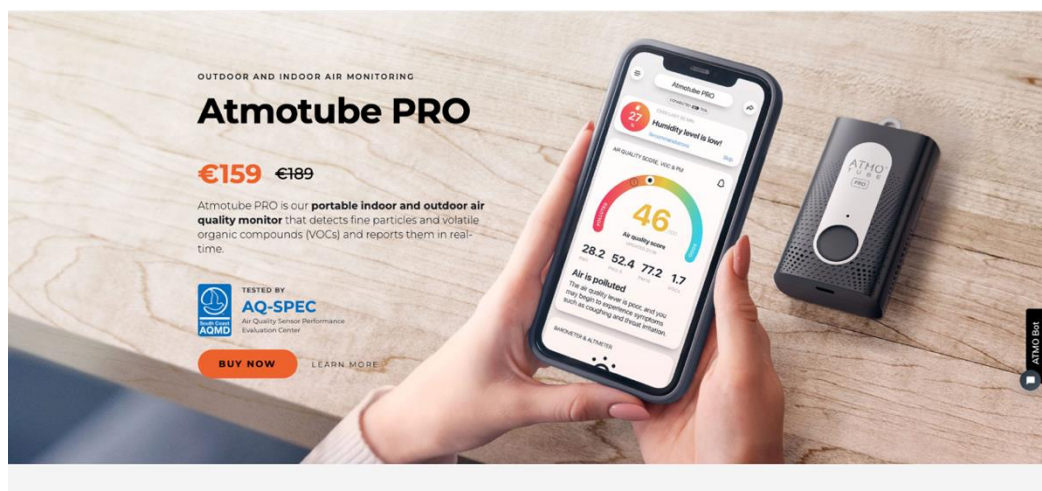 OUTDOOR AND INDOOR AIR MONITORING
Atmotube PRO
€159 €189
Atmotube PRO is our portable indoor and outdoor air
quality monitor that detects fine particles and volatile
organic compounds (VOCs) and reports them in real-
time.
TESTED BY
AQ-SPEC
Air Quality Sensor Performance
Evaluation Center
South Coast
AQMD
BUY NOW
LEARN MORE
Atmotube PRO
27
%
Humidity level is low!
Recommendations
Skip
AIR QUALITY SCORE, VOC & PM
46
Air quality score
28.2 52.4 77.2 1.7
Air is polluted
The air quality level is poor, and you
may begin to experience symptoms
such as coughing and throat irritation.
BAROMETER & ALTIMETER
ATMO
TUBE
PRO
ATMO Bot